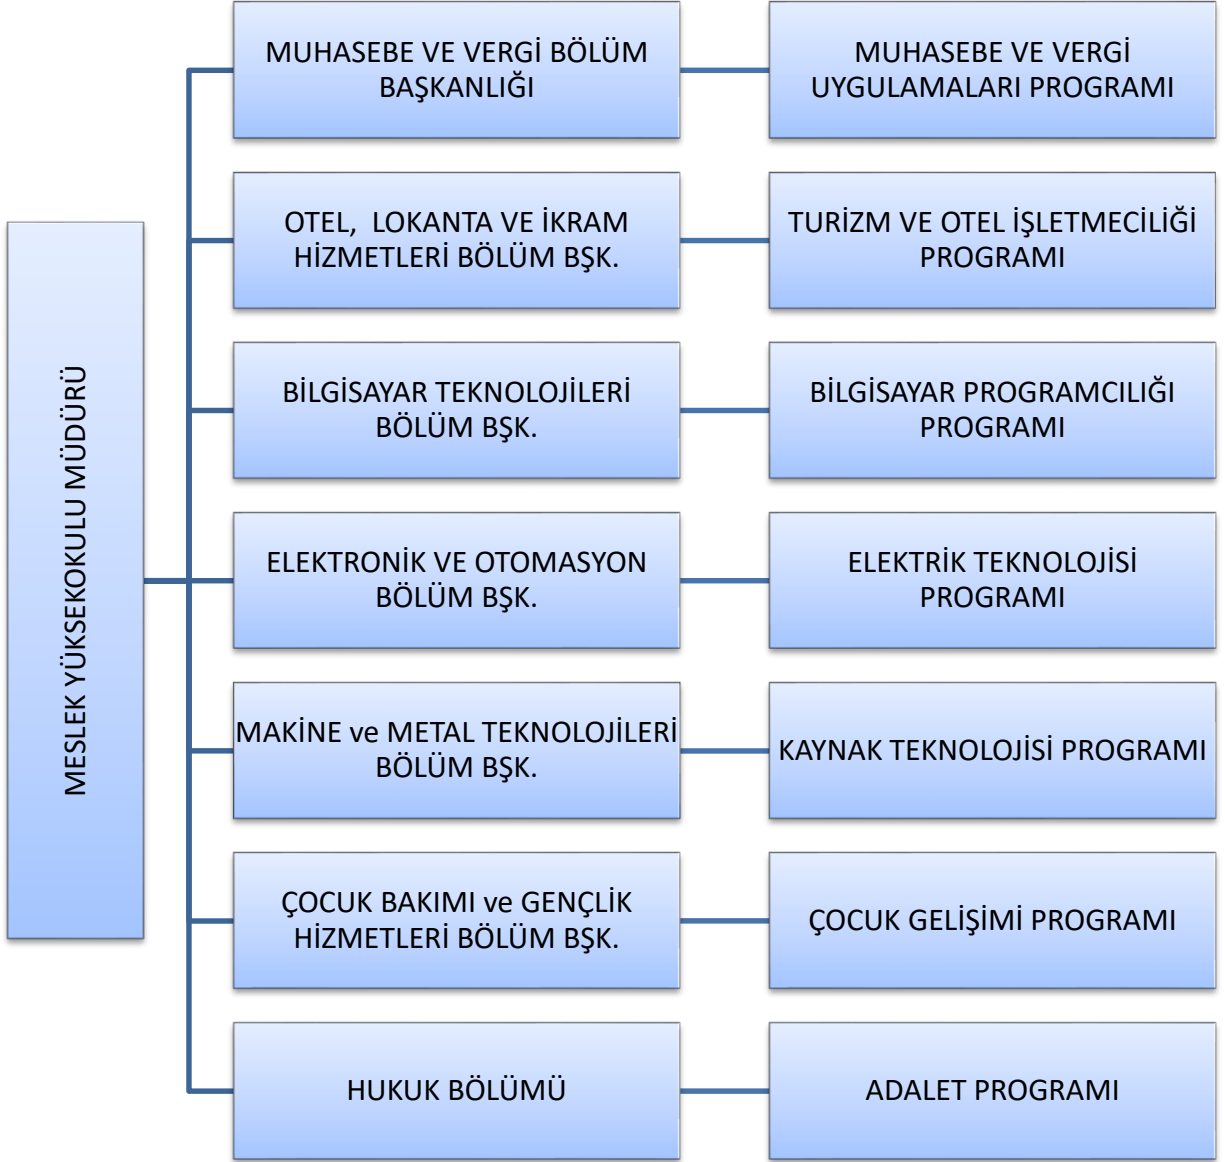 MESLEK YÜKSEKOKULU MÜDÜRÜ
MUHASEBE VE VERGİ BÖLÜM
BAŞKANLIĞI
MUHASEBE VE VERGİ
UYGULAMALARI PROGRAMI
OTEL,  LOKANTA VE İKRAM
HİZMETLERİ BÖLÜM BŞK.
TURİZM VE OTEL İŞLETMECİLİĞİ
PROGRAMI
BİLGİSAYAR TEKNOLOJİLERİ
BÖLÜM BŞK.
BİLGİSAYAR PROGRAMCILIĞI
PROGRAMI
ELEKTRONİK VE OTOMASYON
BÖLÜM BŞK.
ELEKTRİK TEKNOLOJİSİ
PROGRAMI
MAKİNE ve METAL TEKNOLOJİLERİ
BÖLÜM BŞK.
KAYNAK TEKNOLOJİSİ PROGRAMI
ÇOCUK BAKIMI ve GENÇLİK
HİZMETLERİ BÖLÜM BŞK.
ÇOCUK GELİŞİMİ PROGRAMI
HUKUK BÖLÜMÜ
ADALET PROGRAMI